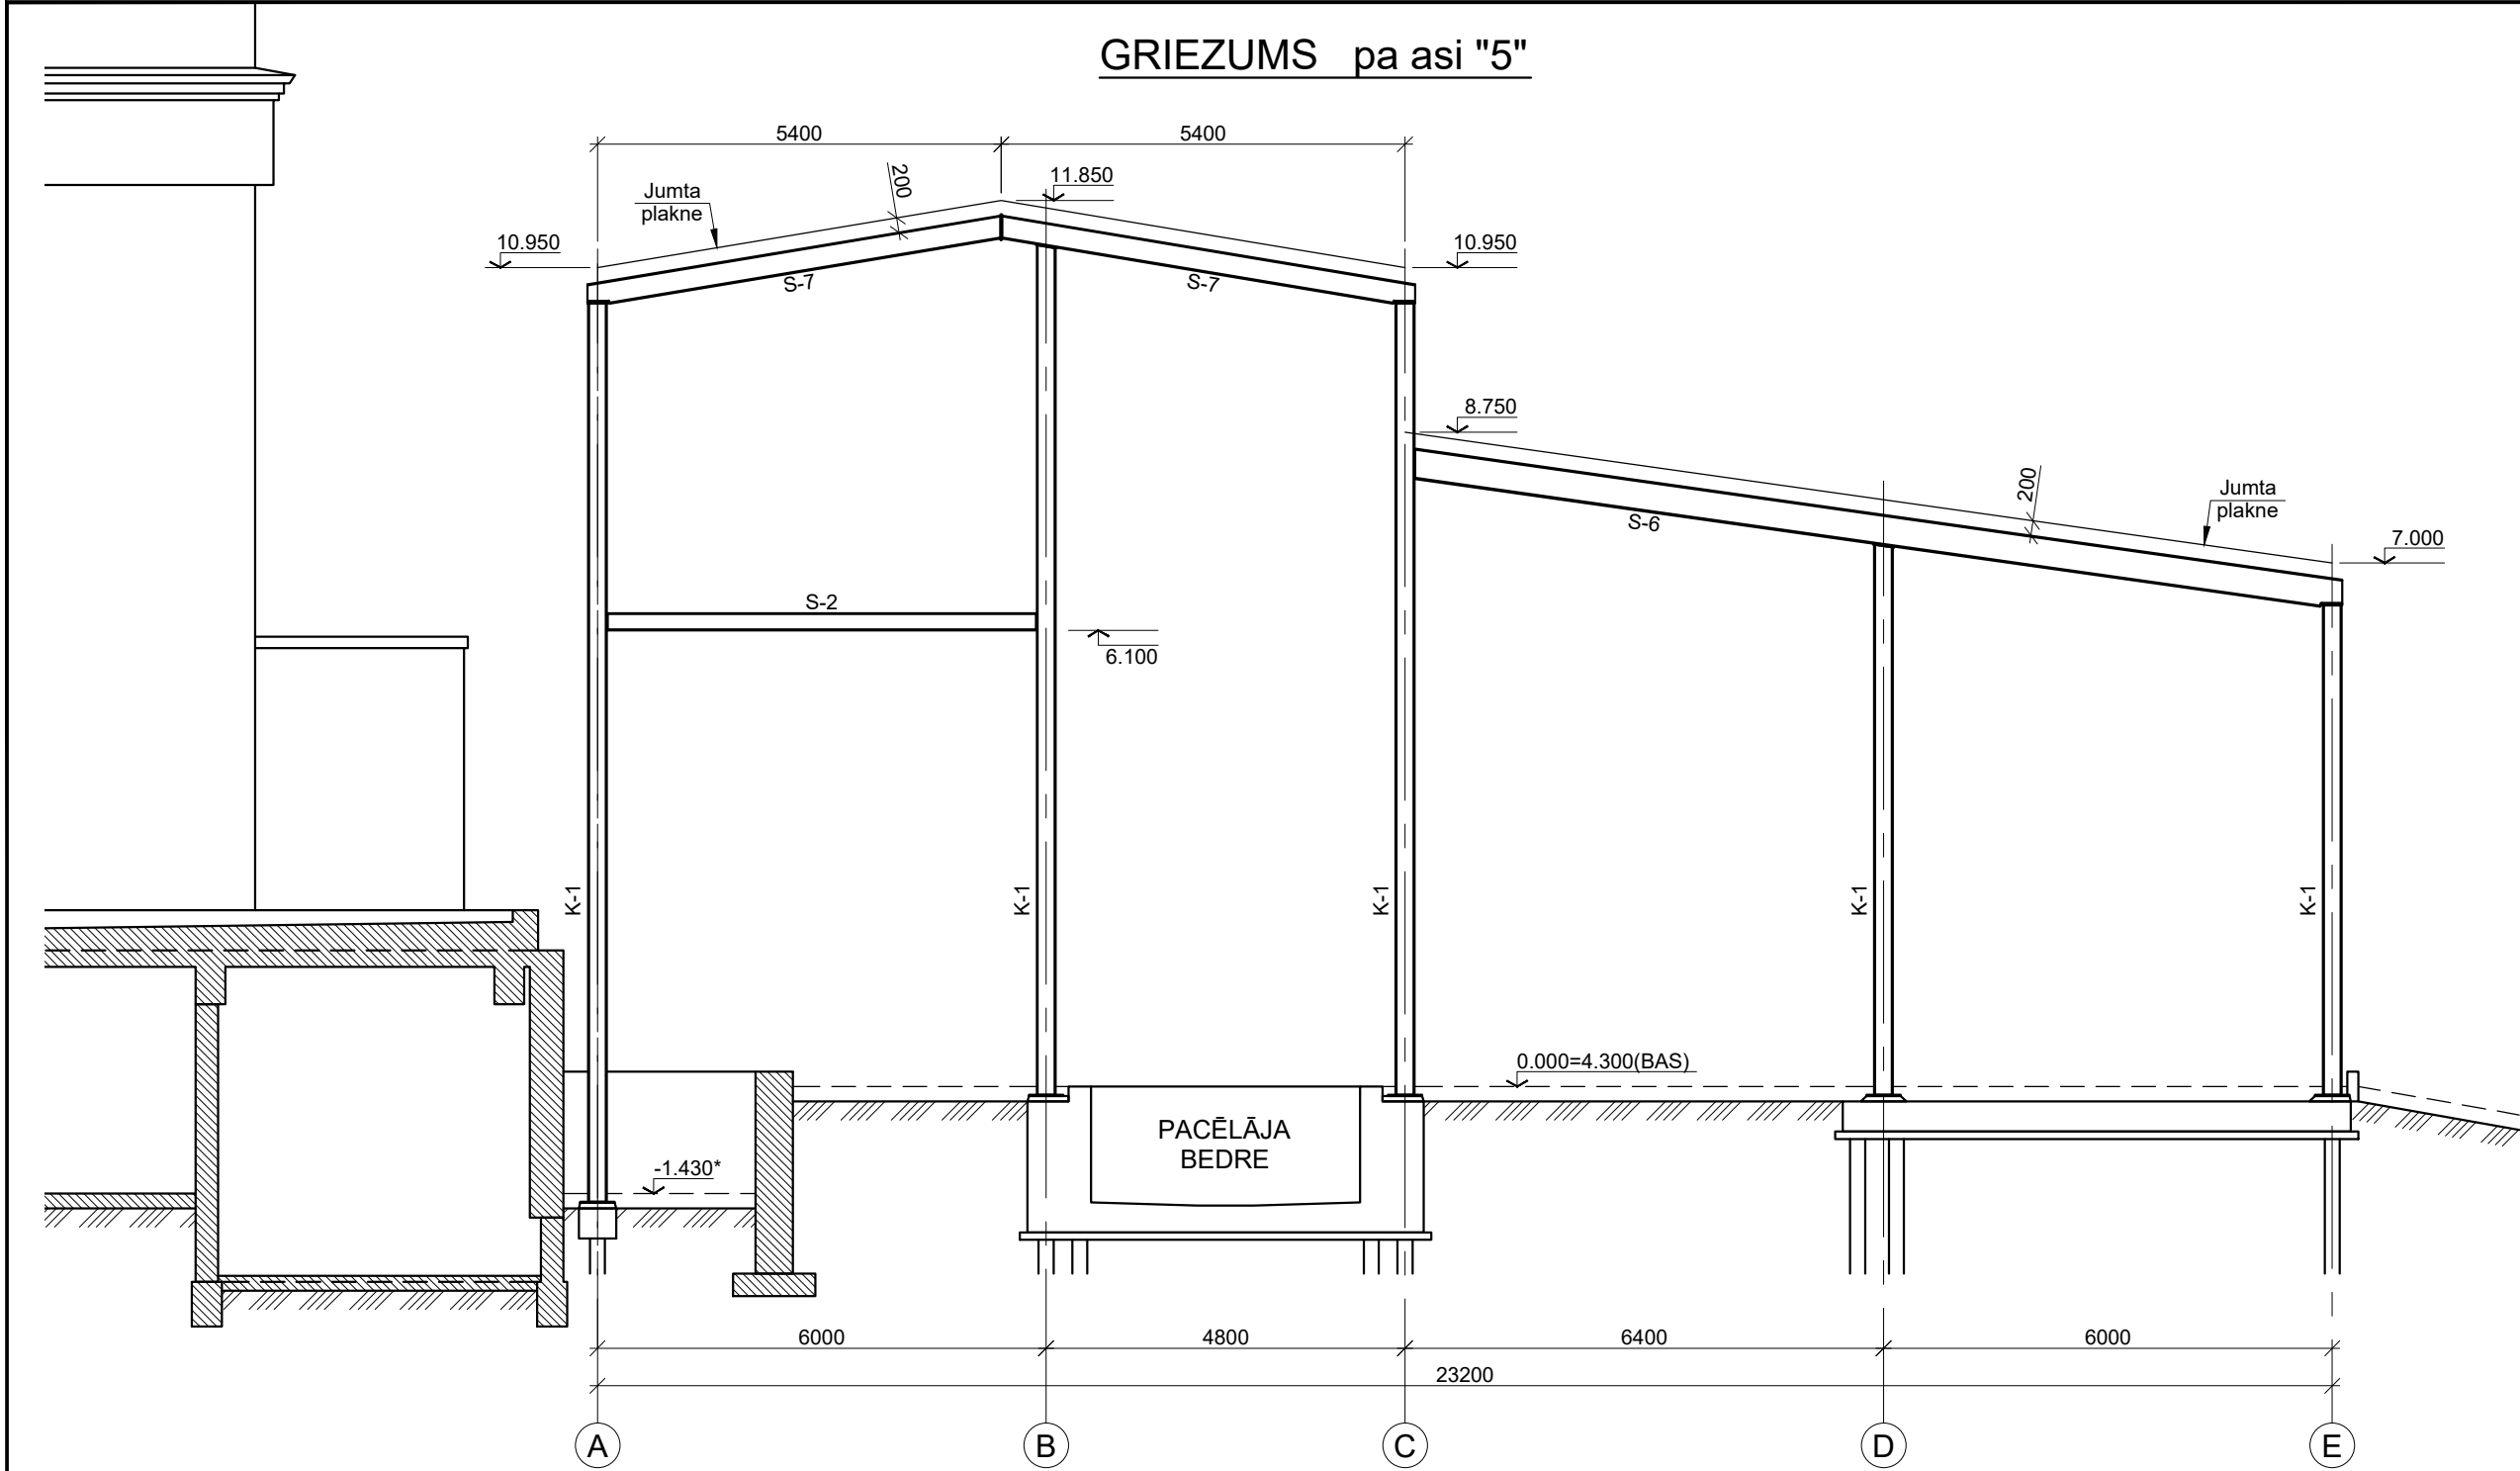 GRIEZUMS pa asi "5"
5400
5400
200
11.850
Jumta
plakne
10.950
10.950
S-7
S-7
8.750
200
Jumta
plakne
S-6
7.000
S-2
6.100
K-1
K-1
K-1
K-1
K-1
0.000=4.300(BAS)
PACĒLĀJA
BEDRE
-1.430*
6000
4800
6400
6000
23200
A
B
C
D
E